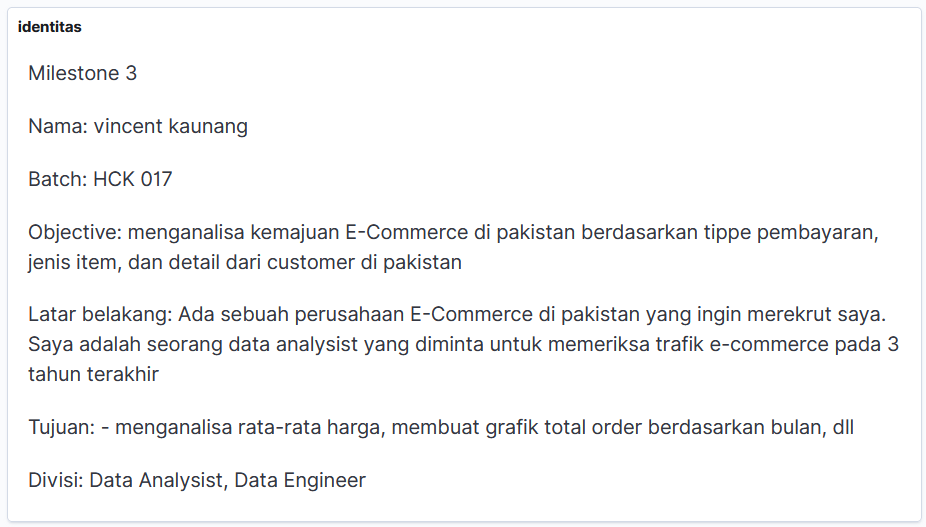 identitas
Milestone 3
Nama: vincent kaunang
Batch: HCK 017
Objective: menganalisa kemajuan E-Commerce di pakistan berdasarkan tippe pembayaran,
jenis item, dan detail dari customer di pakistan
Latar belakang: Ada sebuah perusahaan E-Commerce di pakistan yang ingin merekrut saya.
Saya adalah seorang data analysist yang diminta untuk memeriksa trafik e-commerce pada 3
tahun terakhir
Tujuan: - menganalisa rata-rata harga, membuat grafik total order berdasarkan bulan, dll
Divisi: Data Analysist, Data Engineer